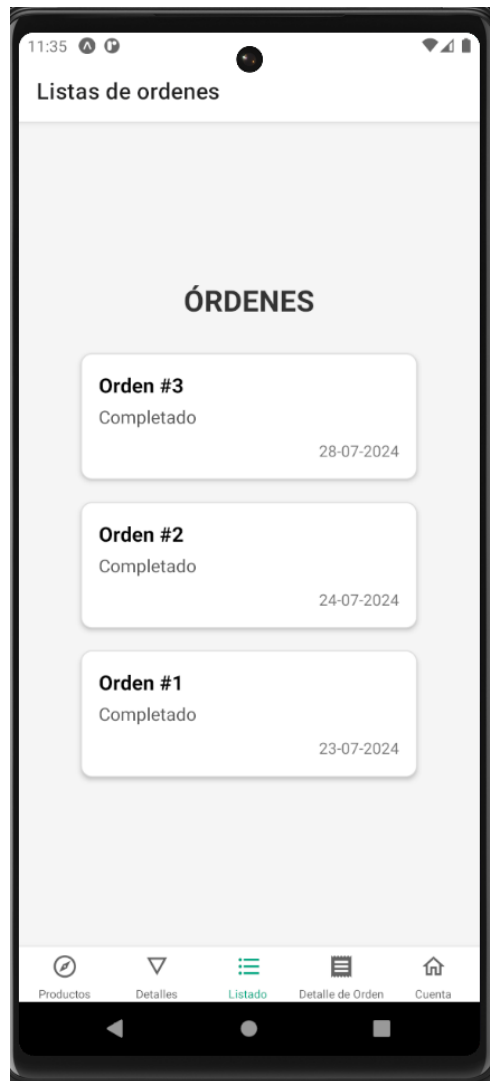 11:35
Listas de ordenes
ÓRDENES
Orden #3
Completado
28-07-2024
Orden #2
Completado
24-07-2024
Orden #1
Completado
23-07-2024
Productos Detalles Listado Detalle de Orden Cuenta